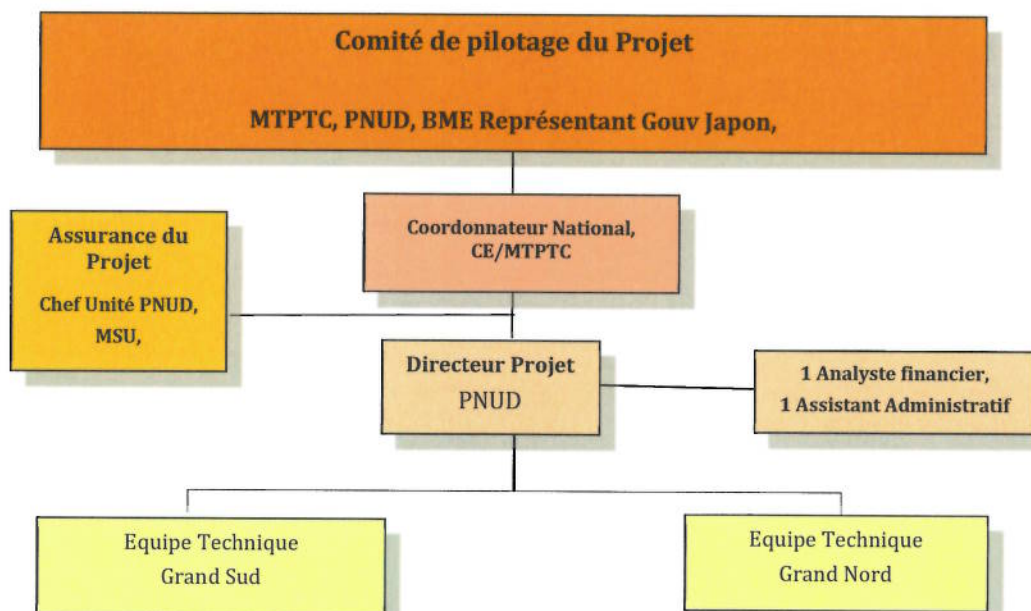 Comité de pilotage du Projet
MTPTC, PNUD, BME Représentant Gouv Japon,
Coordonnateur National,
CE/MTPTC
Assurance du
Projet
Chef Unité PNUD,
MSU,
Directeur Projet
PNUD
1 Analyste financier,
1 Assistant Administratif
Equipe Technique
Grand Sud
Equipe Technique
Grand Nord